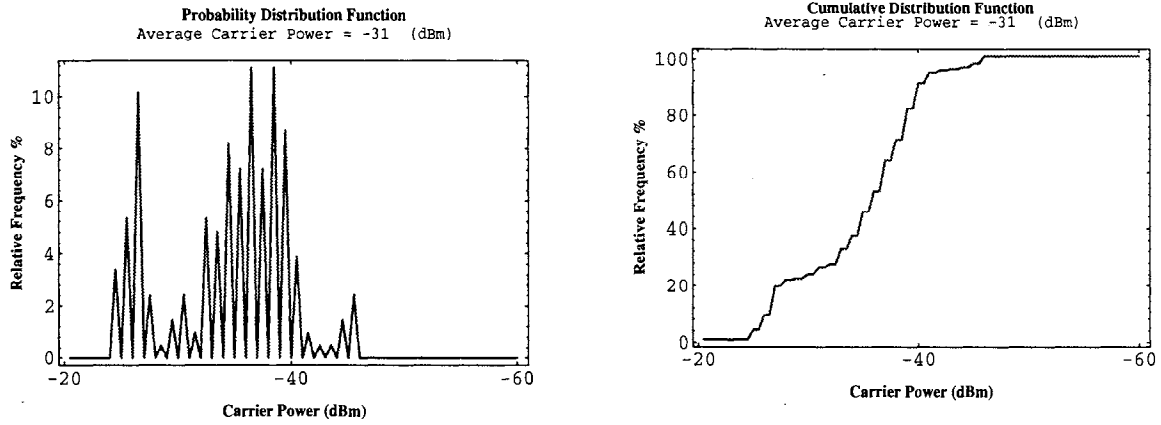 Probability Distribution Function
Average Carrier Power = -31 (dBm)
10
8
6
4
2
0
Relative Frequency %
-20
-40
-60
Carrier Power (dBm)
Cumulative Distribution Function
Average Carrier Power = -31 (dBm)
100
80
60
40
20
0
Relative Frequency %
-20
-40
-60
Carrier Power (dBm)